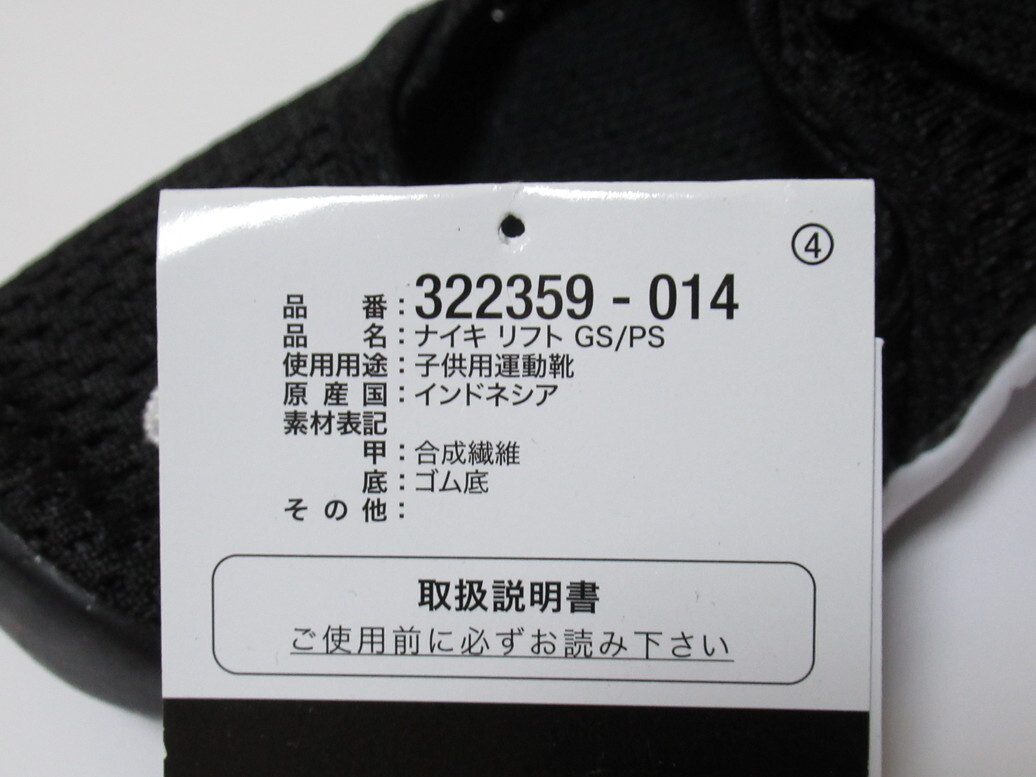 ④
品番：322359 - 014
品名：ナイキ リフト GS/PS
使用用途：子供用運動靴
原産国：インドネシア
素材表記
甲：合成繊維
底：ゴム底
その他：
取扱説明書
ご使用前に必ずお読み下さい